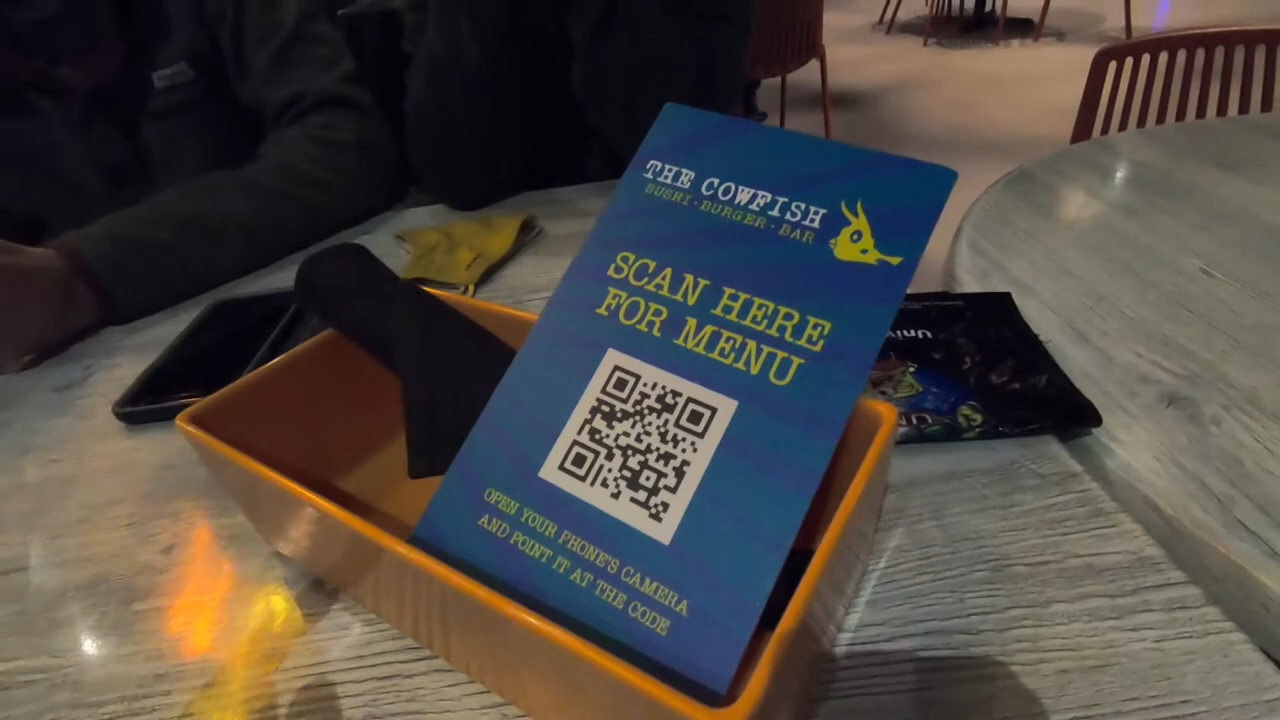 THE COWFISH
SUSHI·BURGER·BAR
SCAN HERE
FOR MENU
OPEN YOUR PHONE'S CAMERA
AND POINT IT AT THE CODE
Univ